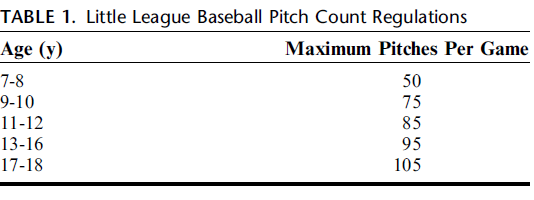 TABLE 1. Little League Baseball Pitch Count Regulations
Age (y) Maximum Pitches Per Game
7-8 50
9-10 75
11-12 85
13-16 95
17-18 105